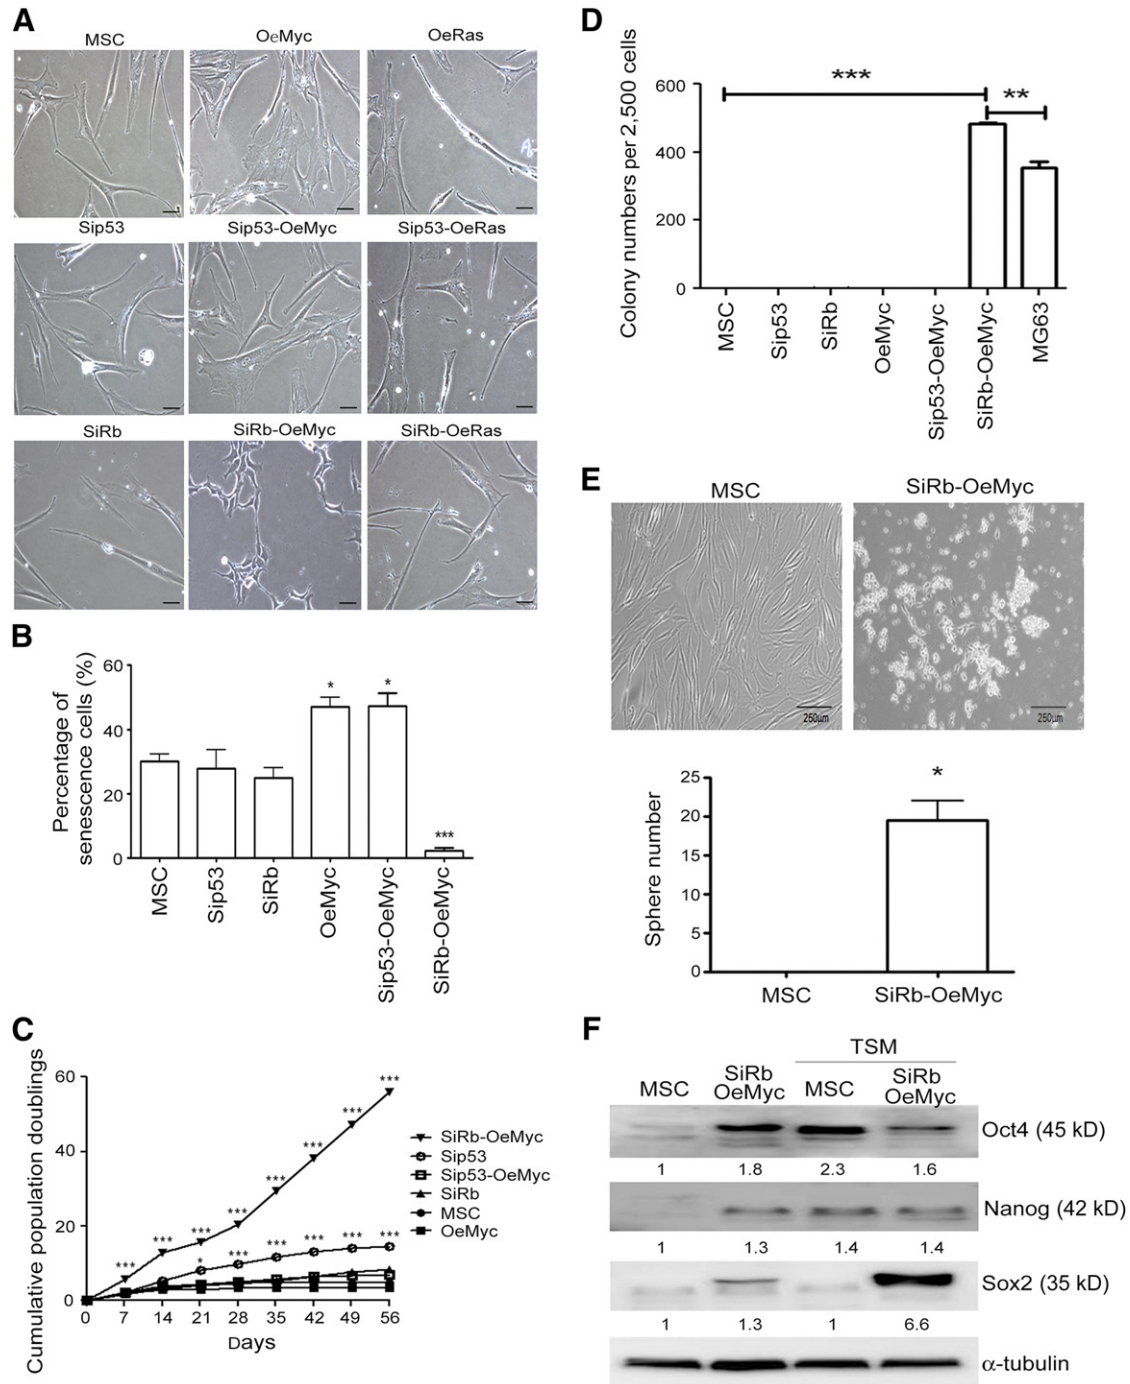 A
MSC
OeMyc
OeRas
Sip53
Sip53-OeMyc
Sip53-OeRas
SiRb
SiRb-OeMyc
SiRb-OeRas
B
Percentage of
senescence cells (%)
60
40
20
0
*
*
***
MSC
Sip53
SiRb
OeMyc
Sip53-OeMyc
SiRb-OeMyc
C
Cumulative population doublings
60
40
20
0
*** *** *** *** *** *** *** ***
* *** *** *** *** ***
0 7 14 21 28 35 42 49 56
Days
SiRb-OeMyc
Sip53
Sip53-OeMyc
SiRb
MSC
OeMyc
D
Colony numbers per 2,500 cells
600
400
200
0
***
**
MSC
Sip53
SiRb
OeMyc
Sip53-OeMyc
SiRb-OeMyc
MG63
E
MSC
SiRb-OeMyc
250µm
250µm
Sphere number
25
20
15
10
5
0
*
MSC
SiRb-OeMyc
F
TSM
MSC
SiRb
OeMyc
MSC
SiRb
OeMyc
Oct4 (45 kD)
1 1.8 2.3 1.6
Nanog (42 kD)
1 1.3 1.4 1.4
Sox2 (35 kD)
1 1.3 1 6.6
α-tubulin